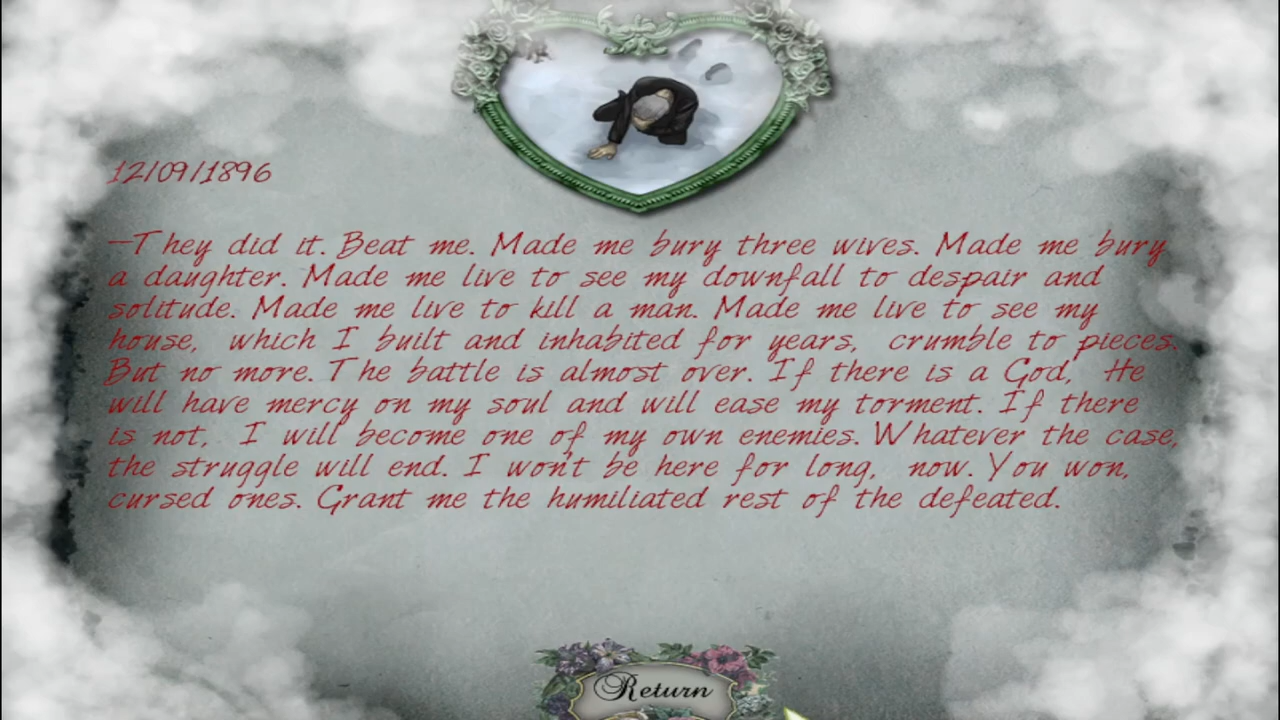 12/09/1896
—They did it. Beat me. Made me bury three wives. Made me bury
a daughter. Made me live to see my downfall to despair and
solitude. Made me live to kill a man. Made me live to see my
house, which I built and inhabited for years, crumble to pieces.
But no more. The battle is almost over. If there is a God, He
will have mercy on my soul and will ease my torment. If there
is not, I will become one of my own enemies. Whatever the case,
the struggle will end. I won't be here for long, now. You won,
cursed ones. Grant me the humiliated rest of the defeated.
Return